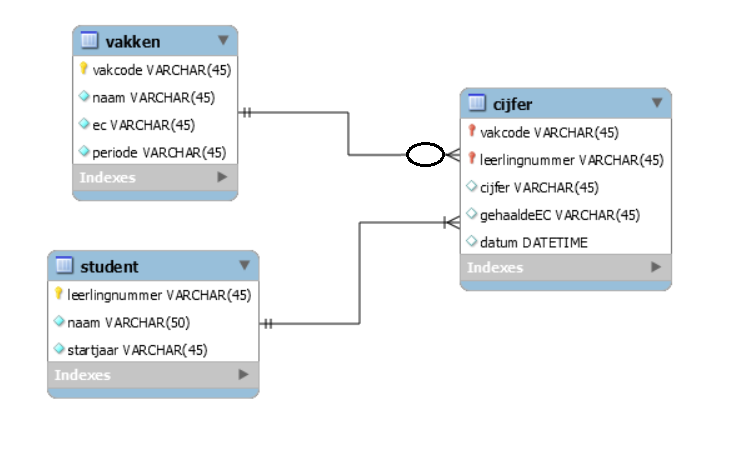 vakken
vakcode VARCHAR(45)
naam VARCHAR(45)
ec VARCHAR(45)
periode VARCHAR(45)
Indexes
cijfer
vakcode VARCHAR(45)
leerlingnummer VARCHAR(45)
cijfer VARCHAR(45)
gehaaldeEC VARCHAR(45)
datum DATETIME
Indexes
student
leerlingnummer VARCHAR(45)
naam VARCHAR(50)
startjaar VARCHAR(45)
Indexes